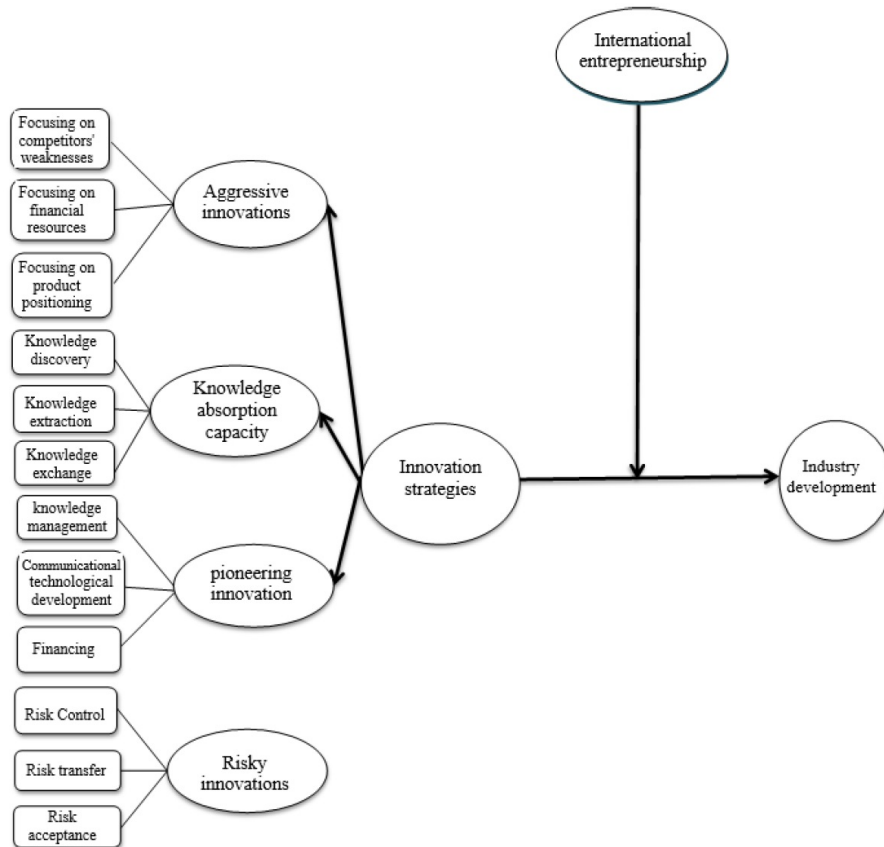 International
entrepreneurship
Focusing on
competitors'
weaknesses
Focusing on
financial
resources
Focusing on
product
positioning
Aggressive
innovations
Knowledge
discovery
Knowledge
extraction
Knowledge
exchange
Knowledge
absorption
capacity
knowledge
management
Communicational
technological
development
Financing
pioneering
innovation
Risk Control
Risk transfer
Risk
acceptance
Risky
innovations
Innovation
strategies
Industry
development